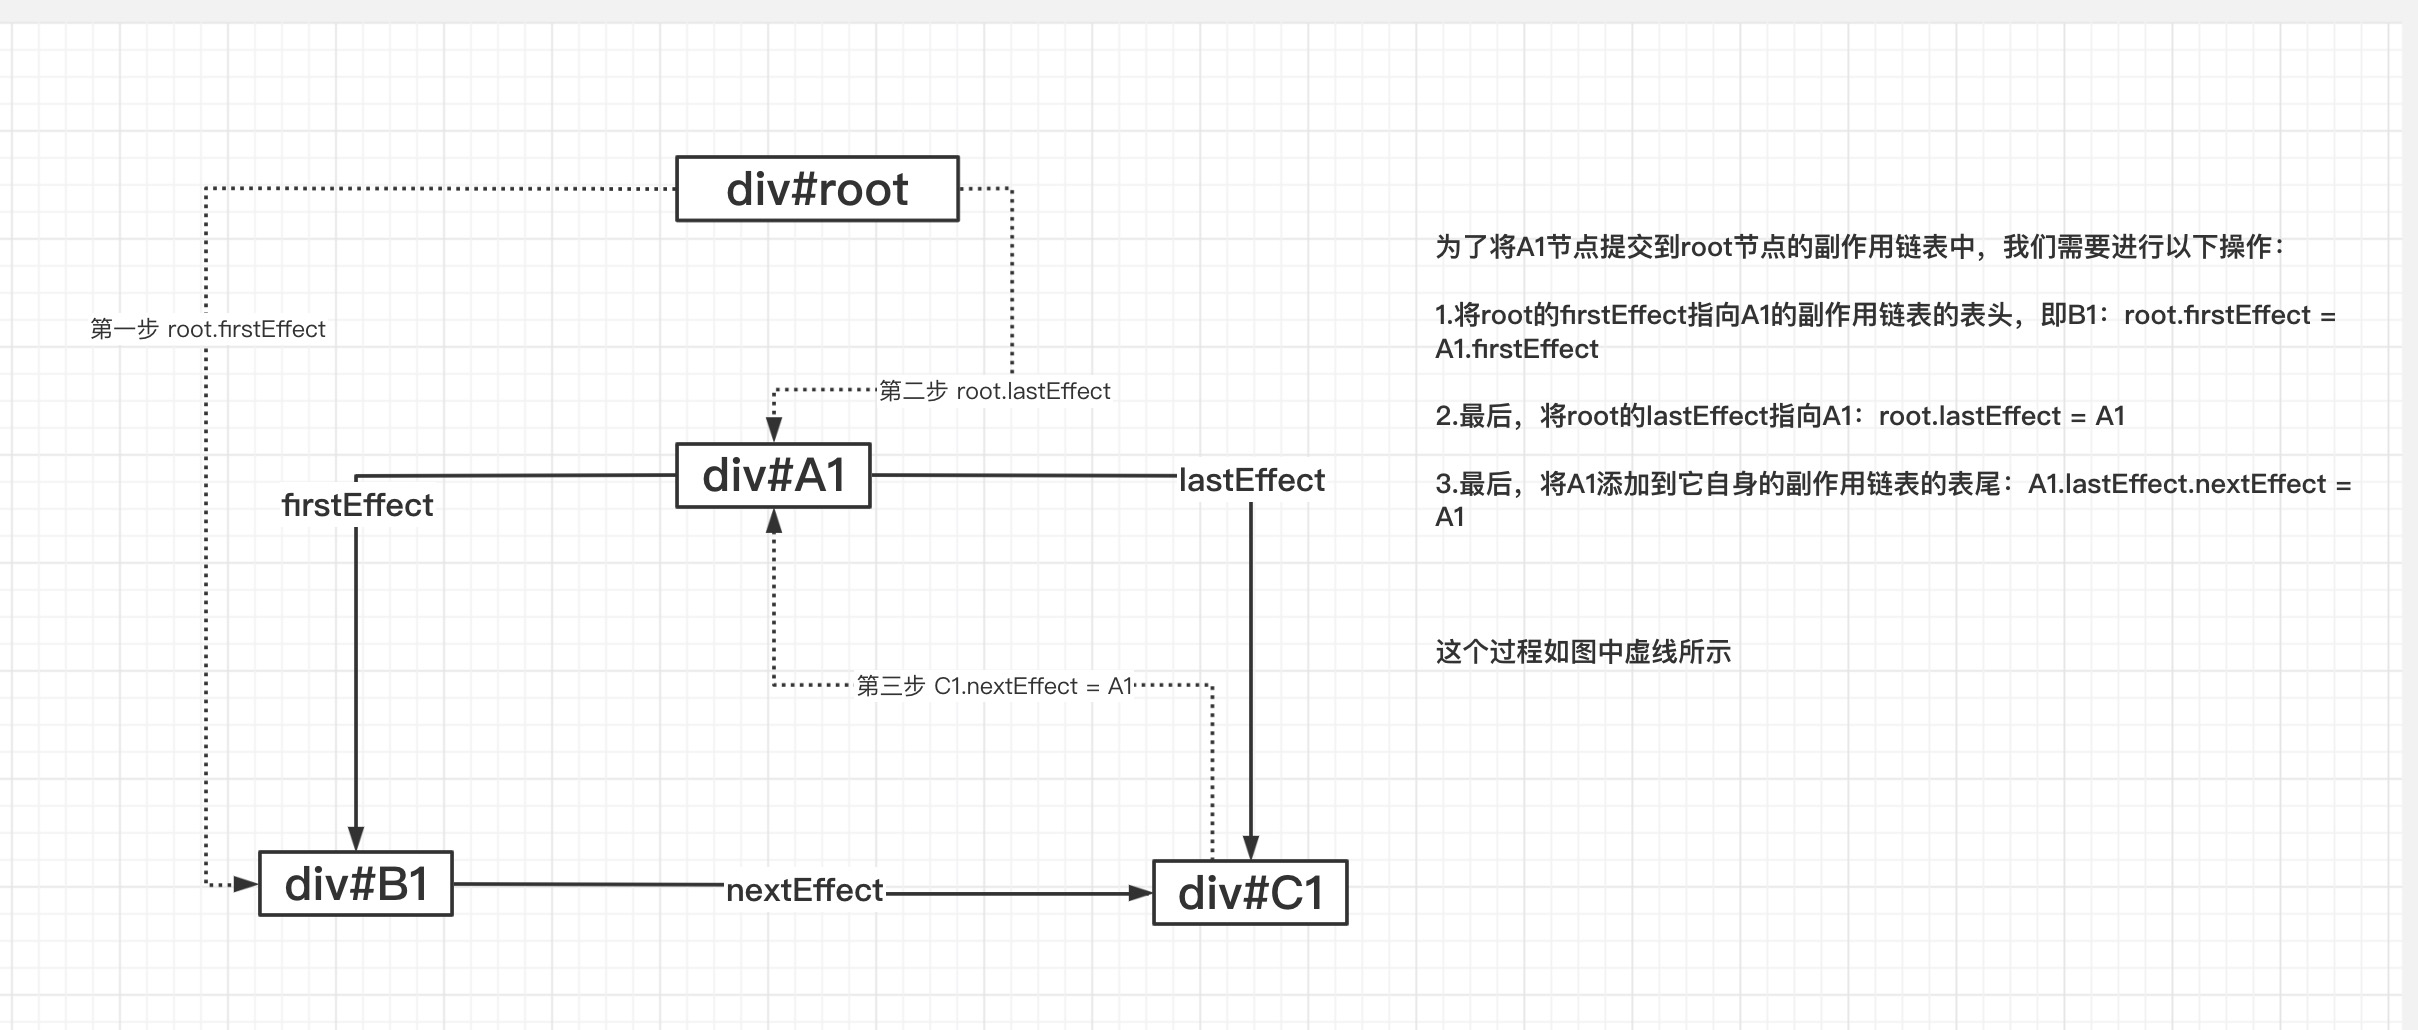 div#root
第一步 root.firstEffect
第二步 root.lastEffect
div#A1
firstEffect
lastEffect
第三步 C1.nextEffect = A1
div#B1
nextEffect
div#C1
为了将A1节点提交到root节点的副作用链表中，我们需要进行以下操作：
1.将root的firstEffect指向A1的副作用链表的表头，即B1：root.firstEffect =
A1.firstEffect
2.最后，将root的lastEffect指向A1：root.lastEffect = A1
3.最后，将A1添加到它自身的副作用链表的表尾：A1.lastEffect.nextEffect =
A1
这个过程如图中虚线所示